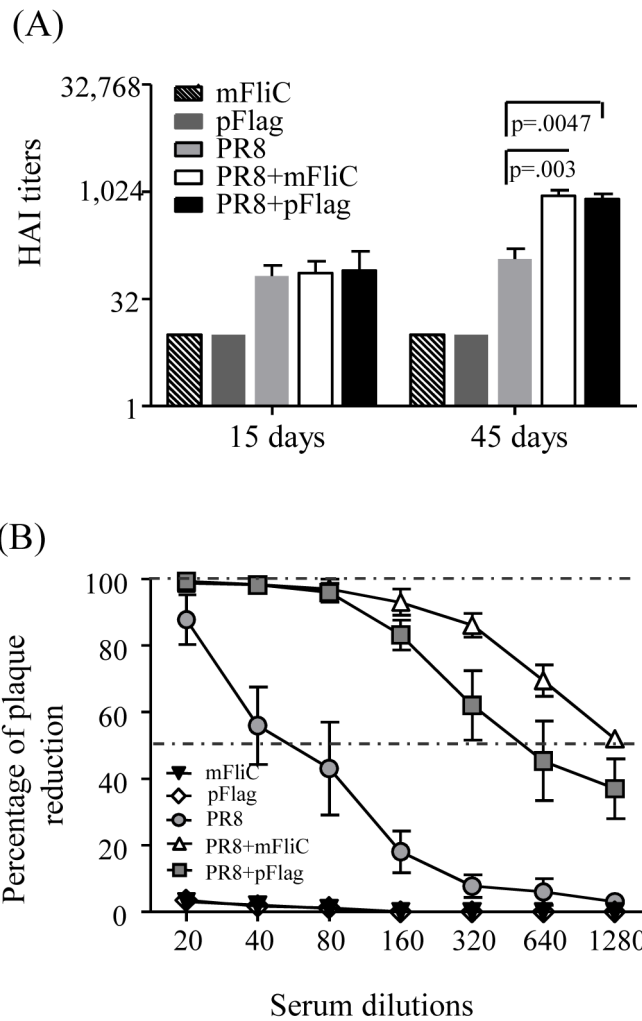 (A)
32,768
1,024
32
1
HAI titers
mFliC
pFlag
PR8
PR8+mFliC
PR8+pFlag
p=.0047
p=.003
15 days
45 days
(B)
100
80
60
40
20
0
Percentage of plaque
reduction
mFliC
pFlag
PR8
PR8+mFliC
PR8+pFlag
20 40 80 160 320 640 1280
Serum dilutions